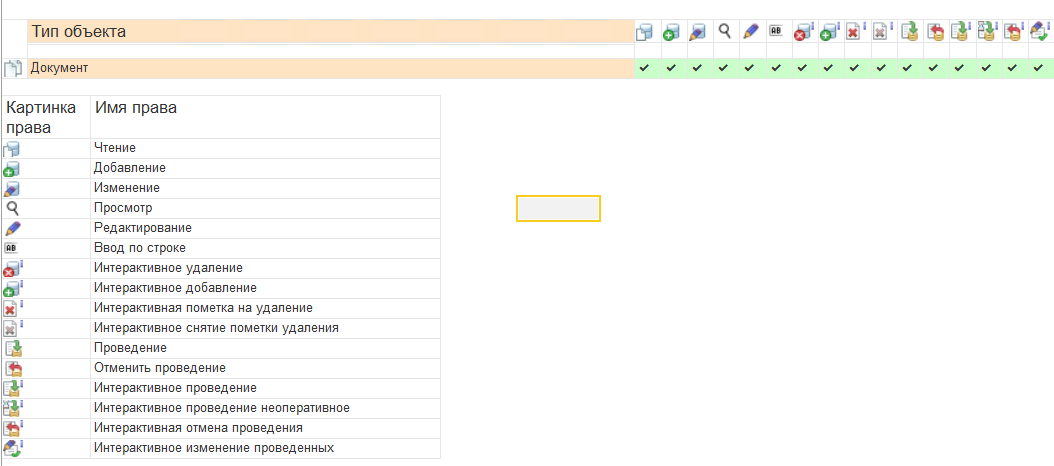 Тип объекта
AB
Документ
Картинка права
Имя права
Чтение
Добавление
Изменение
Просмотр
Редактирование
AB Ввод по строке
Интерактивное удаление
Интерактивное добавление
Интерактивная пометка на удаление
Интерактивное снятие пометки удаления
Проведение
Отменить проведение
Интерактивное проведение
Интерактивное проведение неоперативное
Интерактивная отмена проведения
Интерактивное изменение проведенных